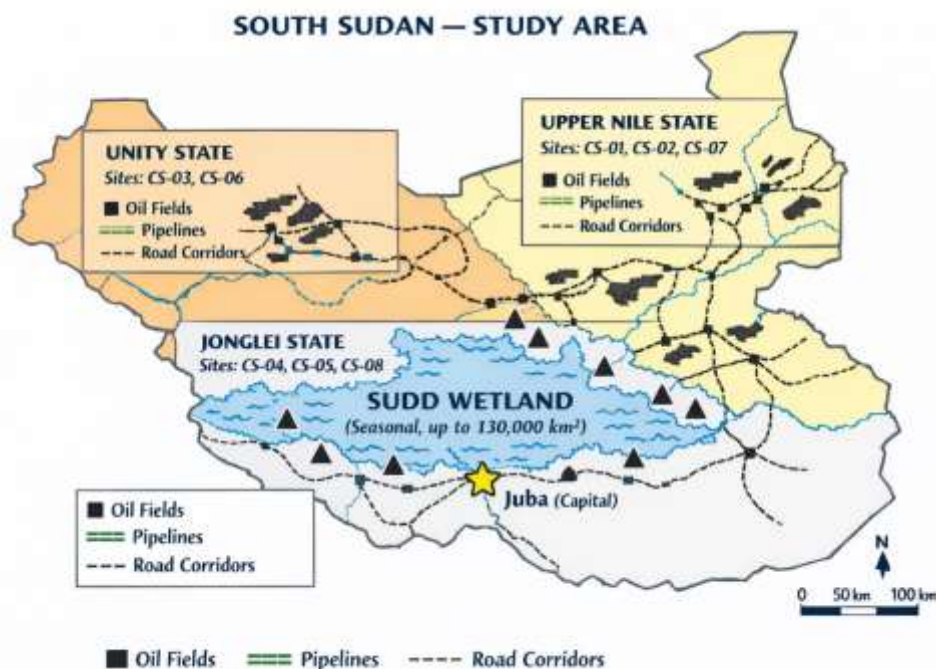 SOUTH SUDAN — STUDY AREA
UNITY STATE
Sites: CS-03, CS-06
Oil Fields
Pipelines
Road Corridors
UPPER NILE STATE
Sites: CS-01, CS-02, CS-07
Oil Fields
Pipelines
Road Corridors
JONGLEI STATE
Sites: CS-04, CS-05, CS-08
SUDD WETLAND
(Seasonal, up to 130,000 km²)
Juba (Capital)
Oil Fields
Pipelines
Road Corridors
N
0 50 km 100 km
Oil Fields Pipelines Road Corridors